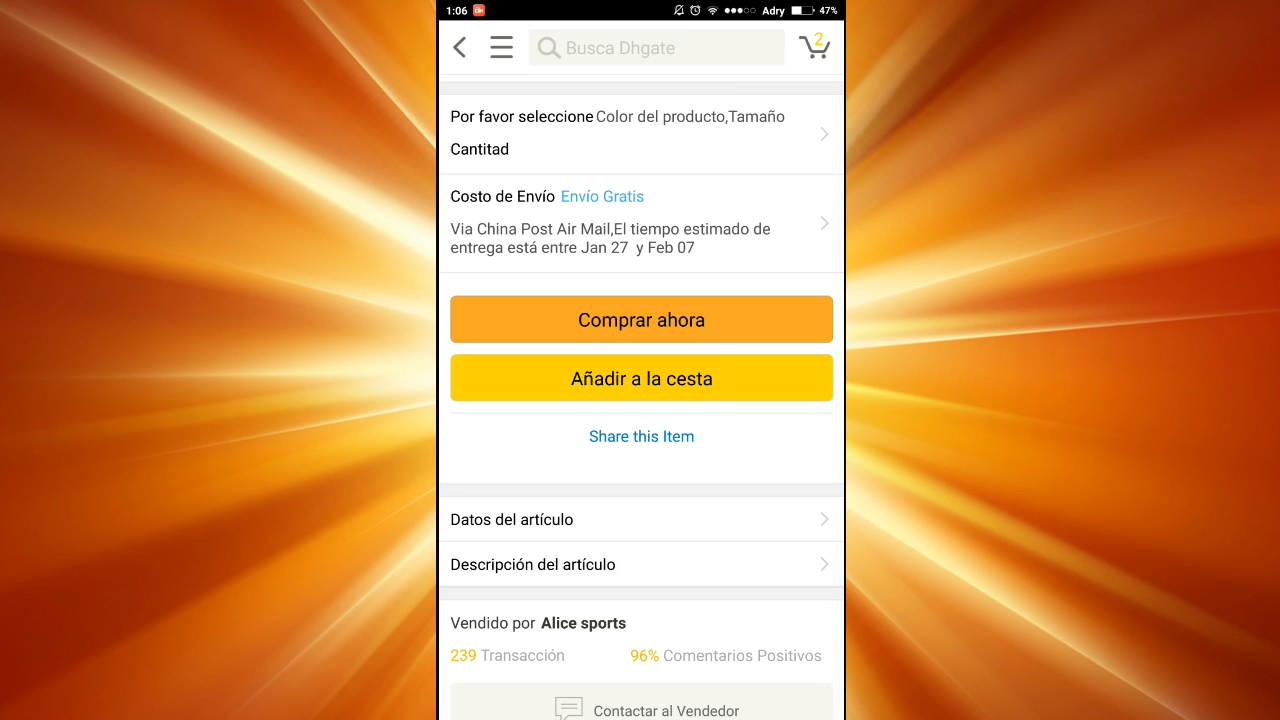 1:06 Adry 47%
Busca Dhgate 2
Por favor seleccione Color del producto,Tamaño
Cantitad
Costo de Envío Envío Gratis
Via China Post Air Mail,El tiempo estimado de
entrega está entre Jan 27 y Feb 07
Comprar ahora
Añadir a la cesta
Share this Item
Datos del artículo
Descripción del artículo
Vendido por Alice sports
239 Transacción 96% Comentarios Positivos
Contactar al Vendedor